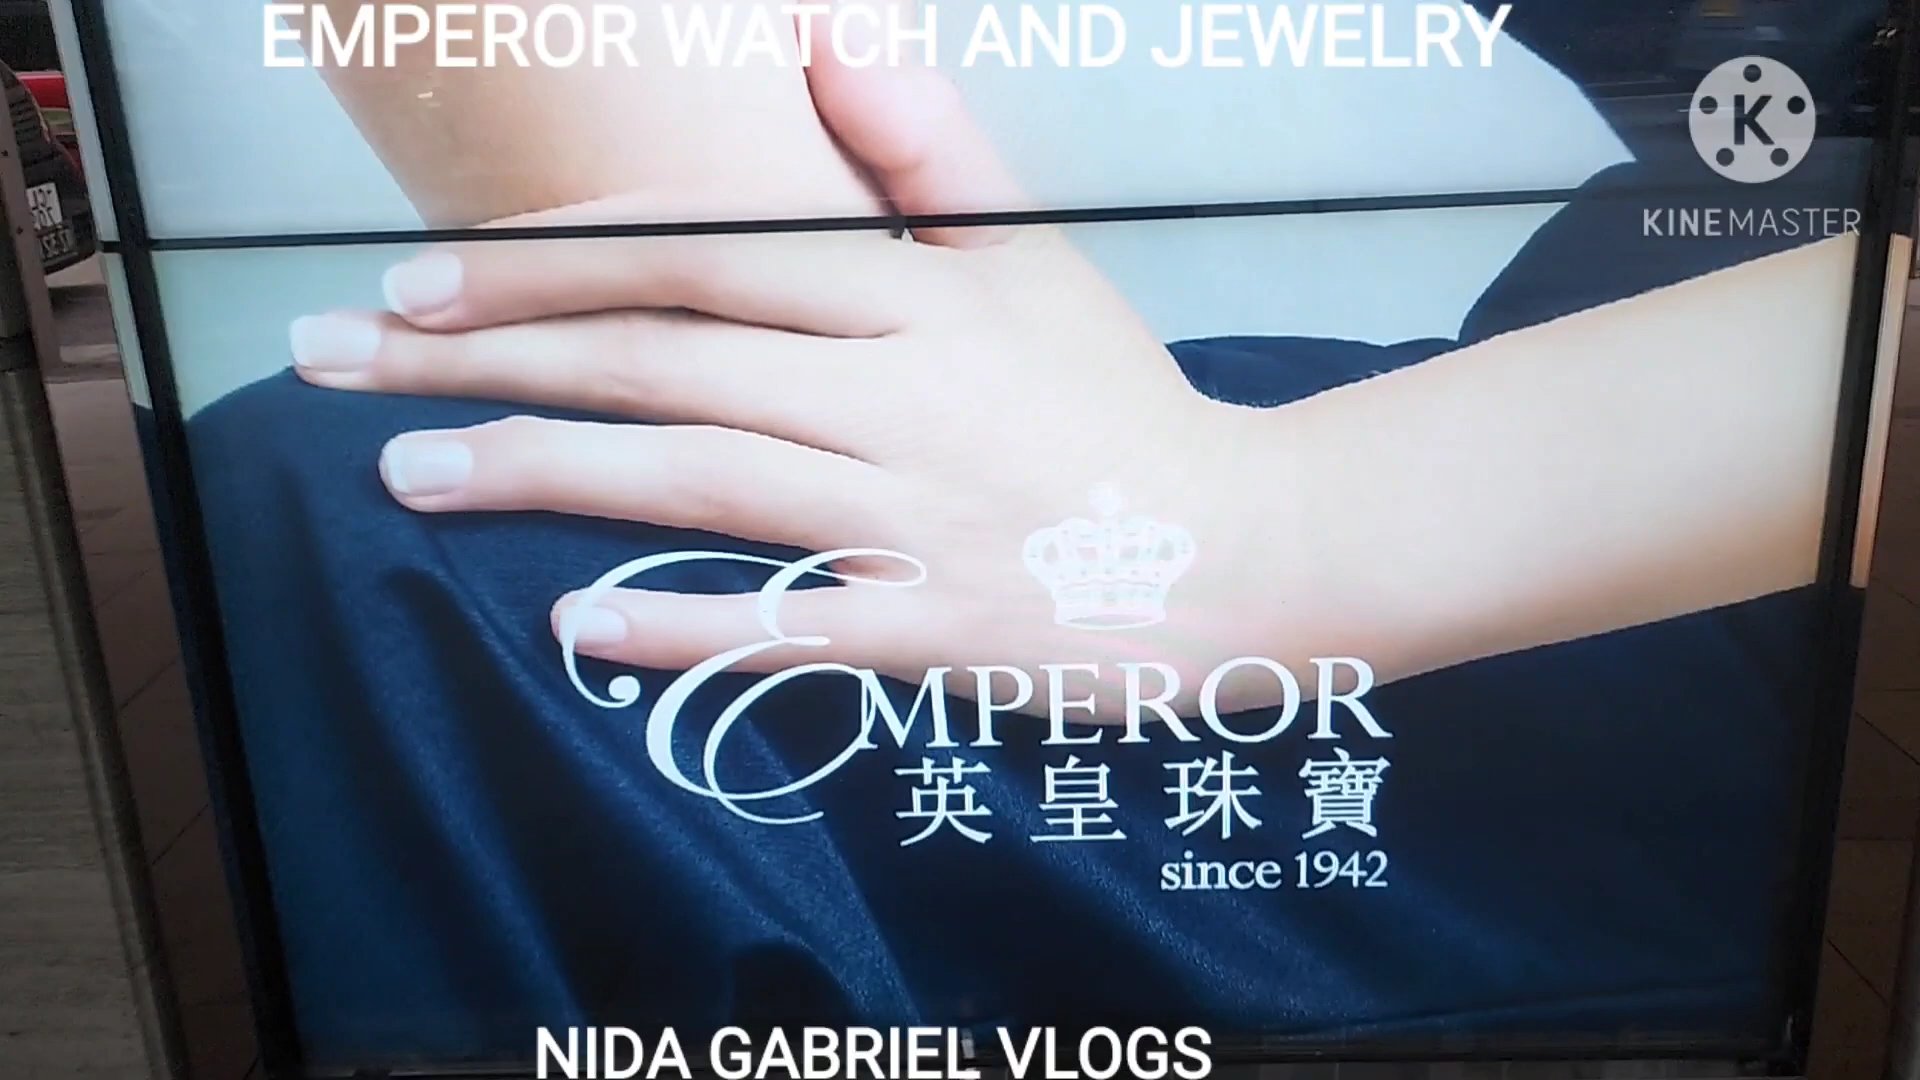 EMPEROR WATCH AND JEWELRY
K
KINEMASTER
EMPEROR
英皇珠寶
since 1942
NIDA GABRIEL VLOGS